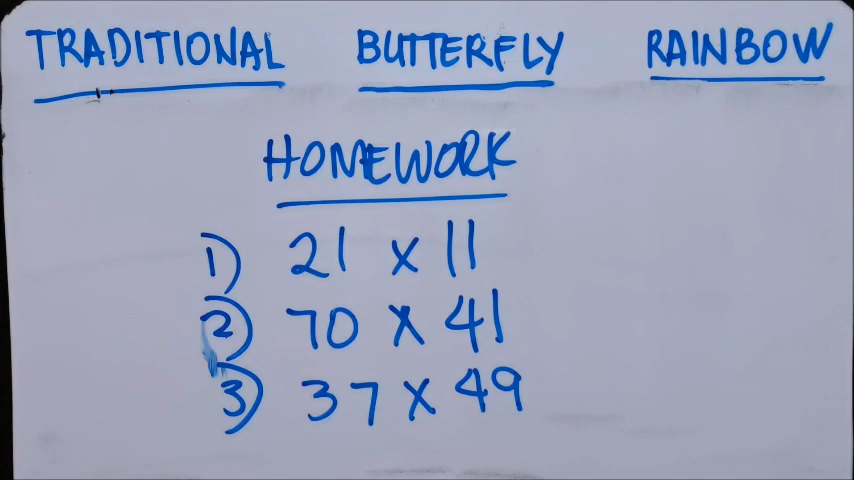 TRADITIONAL BUTTERFLY RAINBOW
HOMEWORK
1) 21 x 11
2) 70 x 41
3) 37 x 49